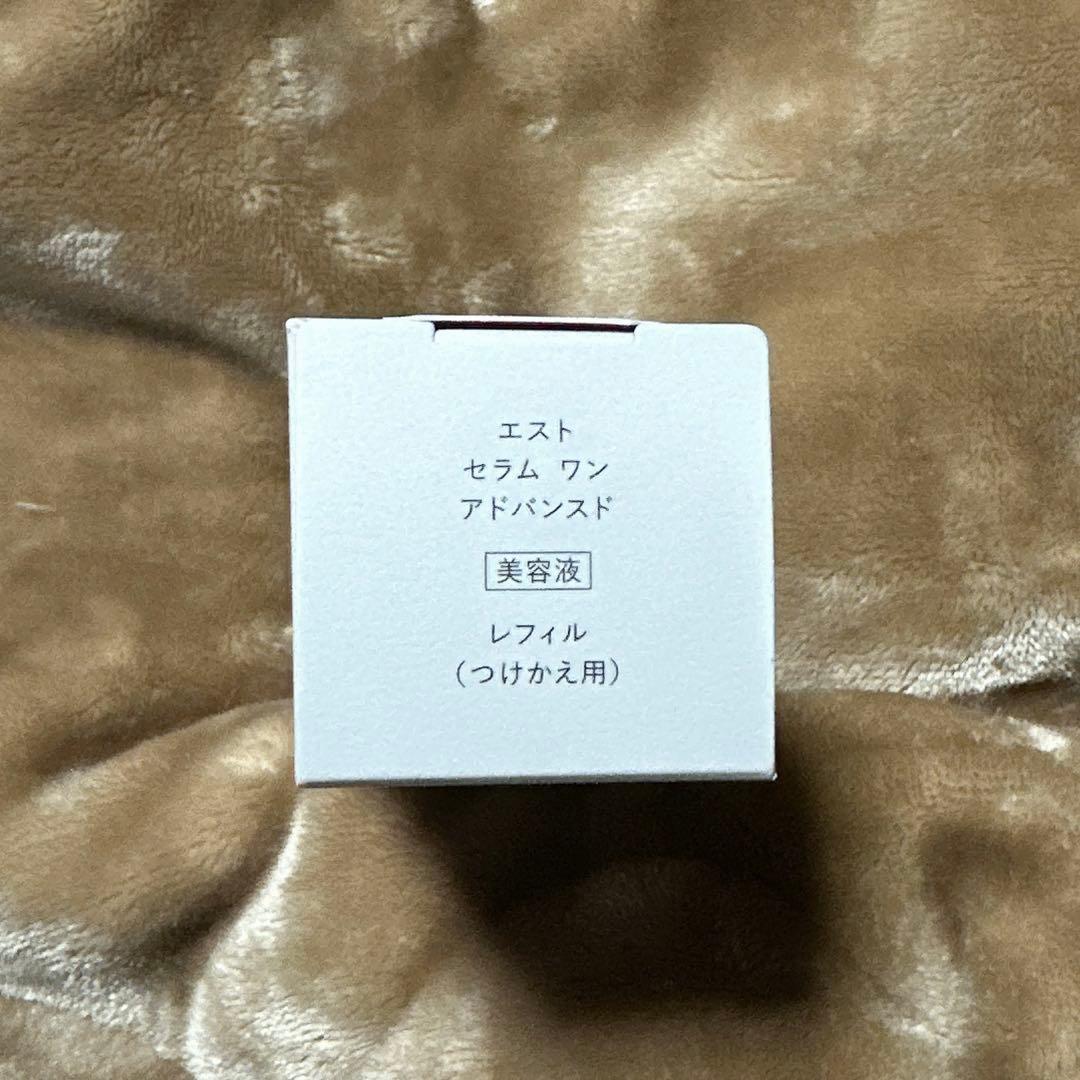 エスト
セラム ワン
アドバンスド
美容液
レフィル
（つけかえ用）